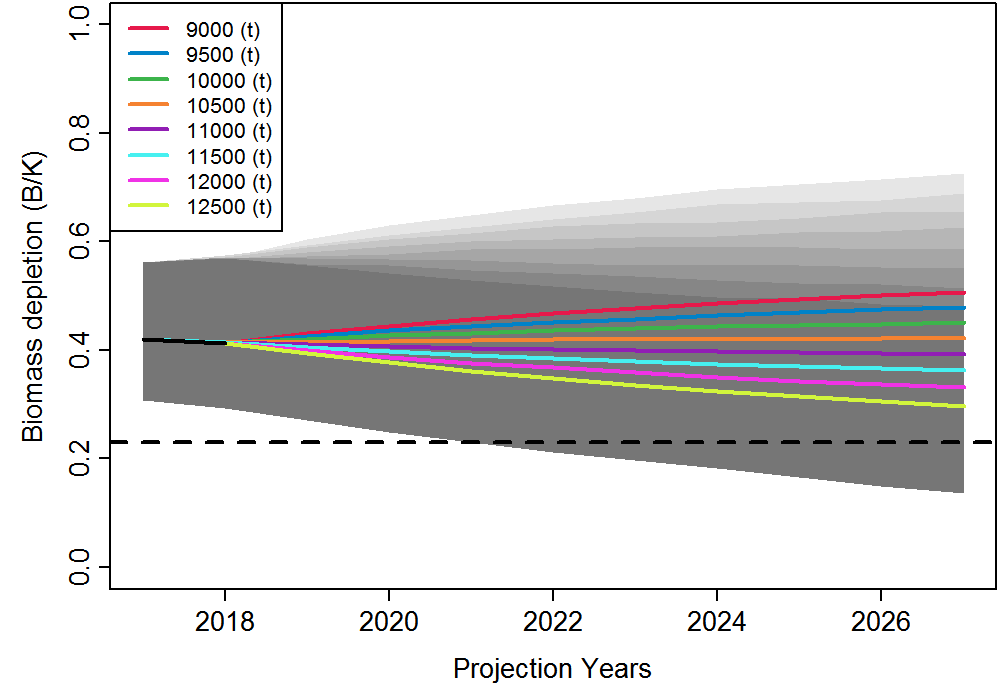 9000 (t)
9500 (t)
10000 (t)
10500 (t)
11000 (t)
11500 (t)
12000 (t)
12500 (t)
Biomass depletion (B/K)
1.0
0.8
0.6
0.4
0.2
0.0
2018 2020 2022 2024 2026
Projection Years